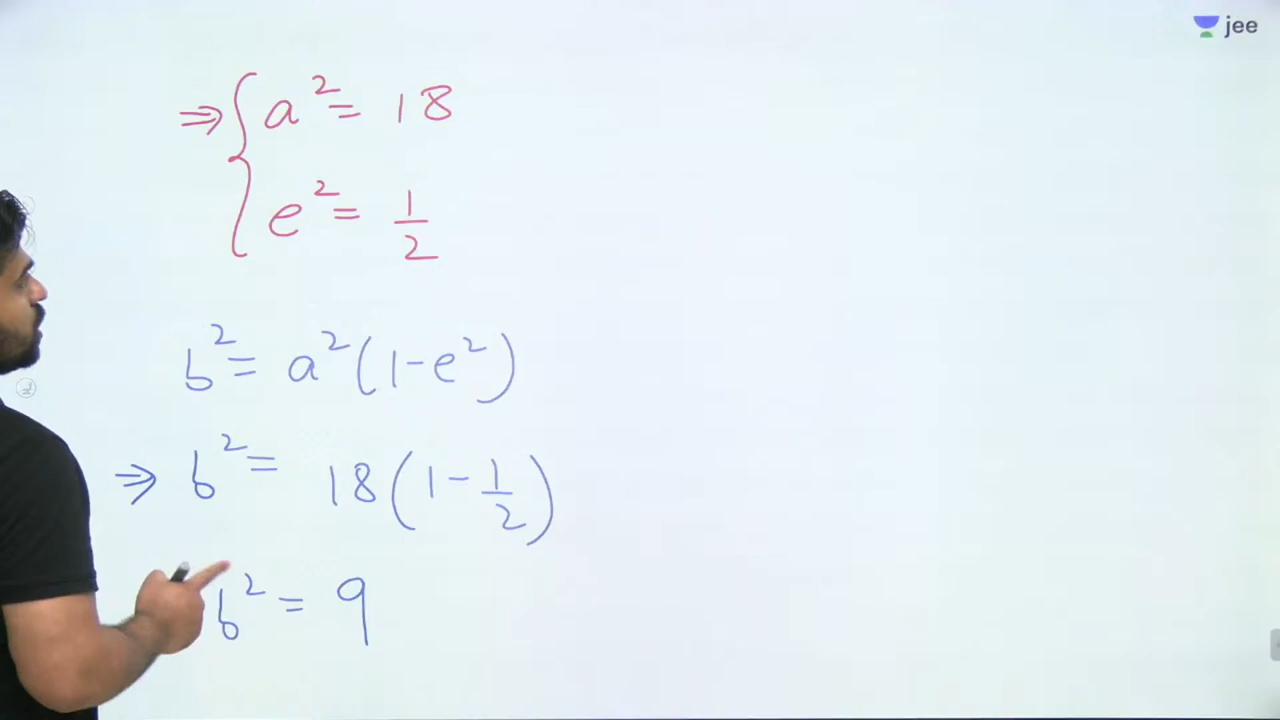 jee
⇒ { a² = 18
e² = 1/2
b² = a²(1-e²)
⇒ b² = 18(1 - 1/2)
b² = 9